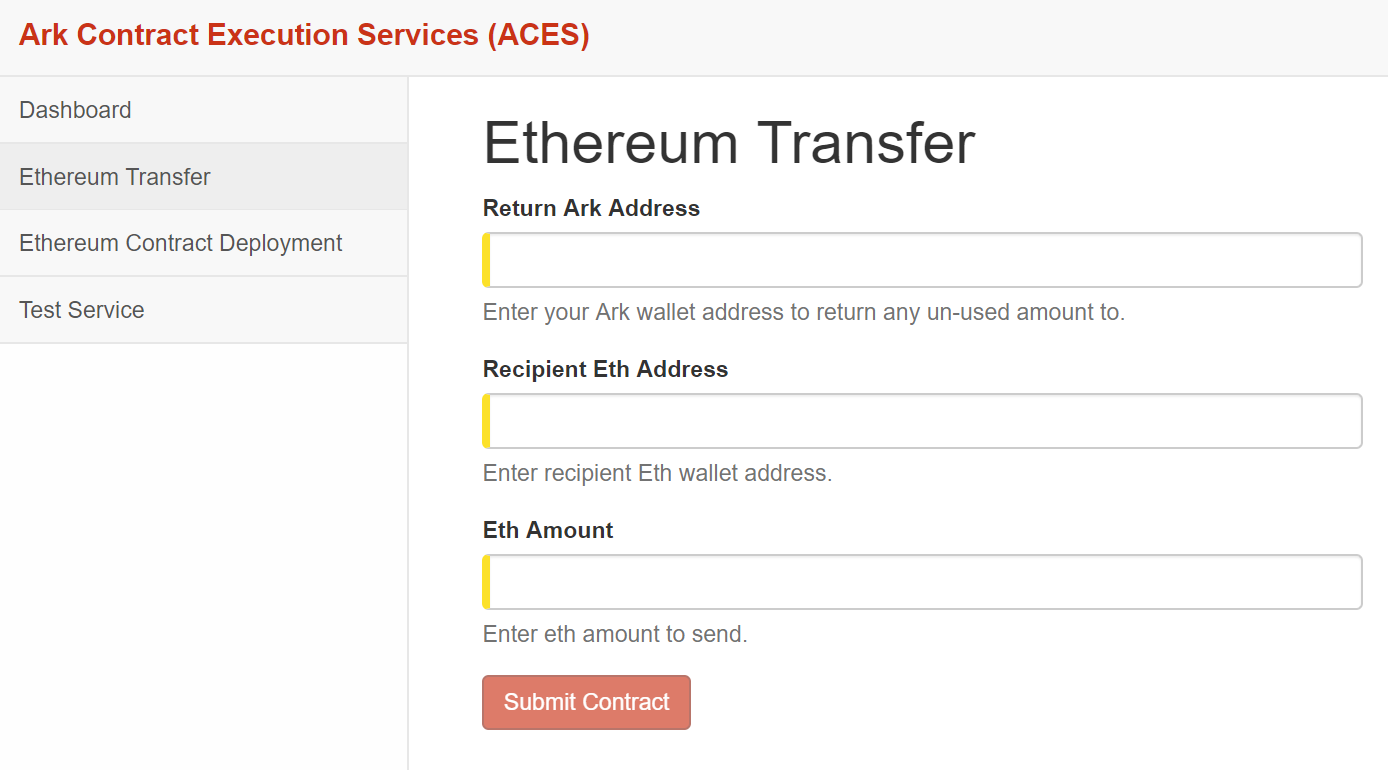 Ark Contract Execution Services (ACES)
Dashboard
Ethereum Transfer
Ethereum Contract Deployment
Test Service
Ethereum Transfer
Return Ark Address
Enter your Ark wallet address to return any un-used amount to.
Recipient Eth Address
Enter recipient Eth wallet address.
Eth Amount
Enter eth amount to send.
Submit Contract